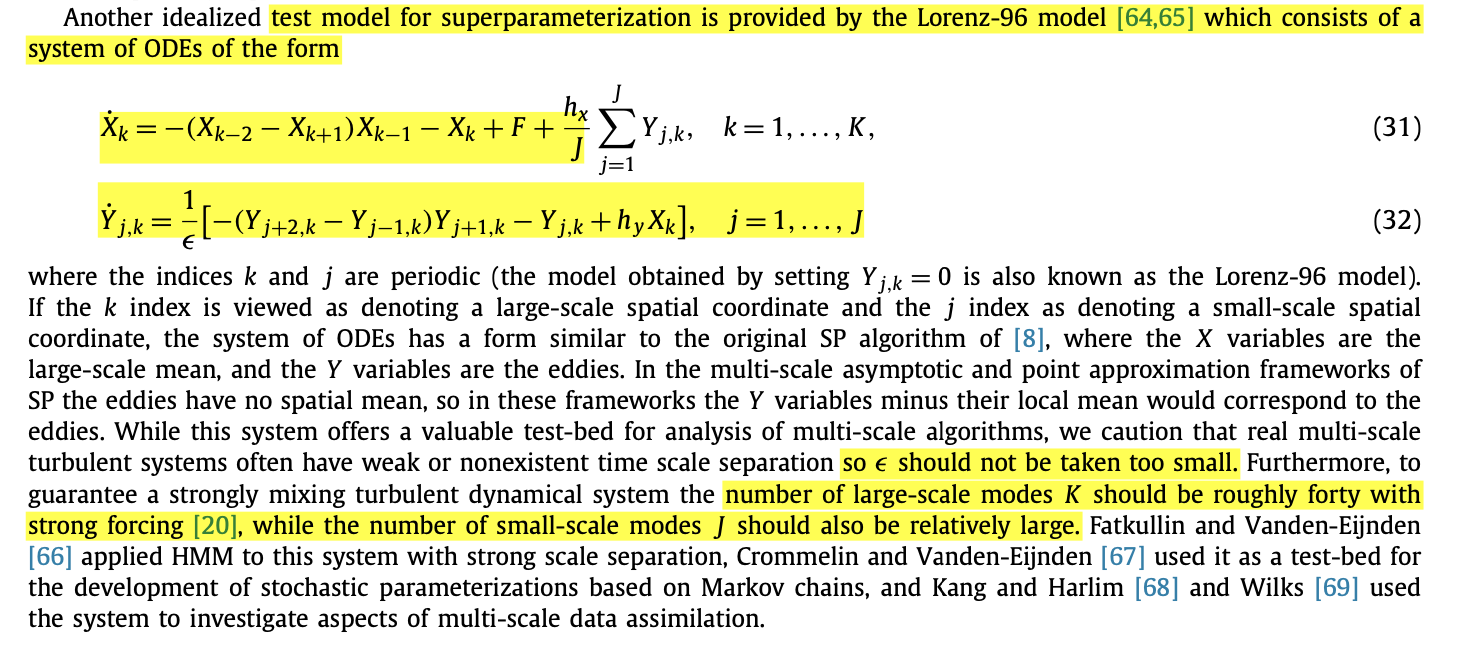 Another idealized test model for superparameterization is provided by the Lorenz-96 model [64,65] which consists of a
system of ODEs of the form
Ẋ_k = −(X_{k−2} − X_{k+1})X_{k−1} − X_k + F + \frac{h_x}{J} \sum_{j=1}^{J} Y_{j,k},   k = 1, . . . , K,   (31)
Ẏ_{j,k} = \frac{1}{ϵ}[−(Y_{j+2,k} − Y_{j−1,k})Y_{j+1,k} − Y_{j,k} + h_y X_k],   j = 1, . . . , J   (32)
where the indices k and j are periodic (the model obtained by setting Y_{j,k} = 0 is also known as the Lorenz-96 model).
If the k index is viewed as denoting a large-scale spatial coordinate and the j index as denoting a small-scale spatial
coordinate, the system of ODEs has a form similar to the original SP algorithm of [8], where the X variables are the
large-scale mean, and the Y variables are the eddies. In the multi-scale asymptotic and point approximation frameworks of
SP the eddies have no spatial mean, so in these frameworks the Y variables minus their local mean would correspond to the
eddies. While this system offers a valuable test-bed for analysis of multi-scale algorithms, we caution that real multi-scale
turbulent systems often have weak or nonexistent time scale separation so ϵ should not be taken too small. Furthermore, to
guarantee a strongly mixing turbulent dynamical system the number of large-scale modes K should be roughly forty with
strong forcing [20], while the number of small-scale modes J should also be relatively large. Fatkullin and Vanden-Eijnden
[66] applied HMM to this system with strong scale separation, Crommelin and Vanden-Eijnden [67] used it as a test-bed for
the development of stochastic parameterizations based on Markov chains, and Kang and Harlim [68] and Wilks [69] used
the system to investigate aspects of multi-scale data assimilation.